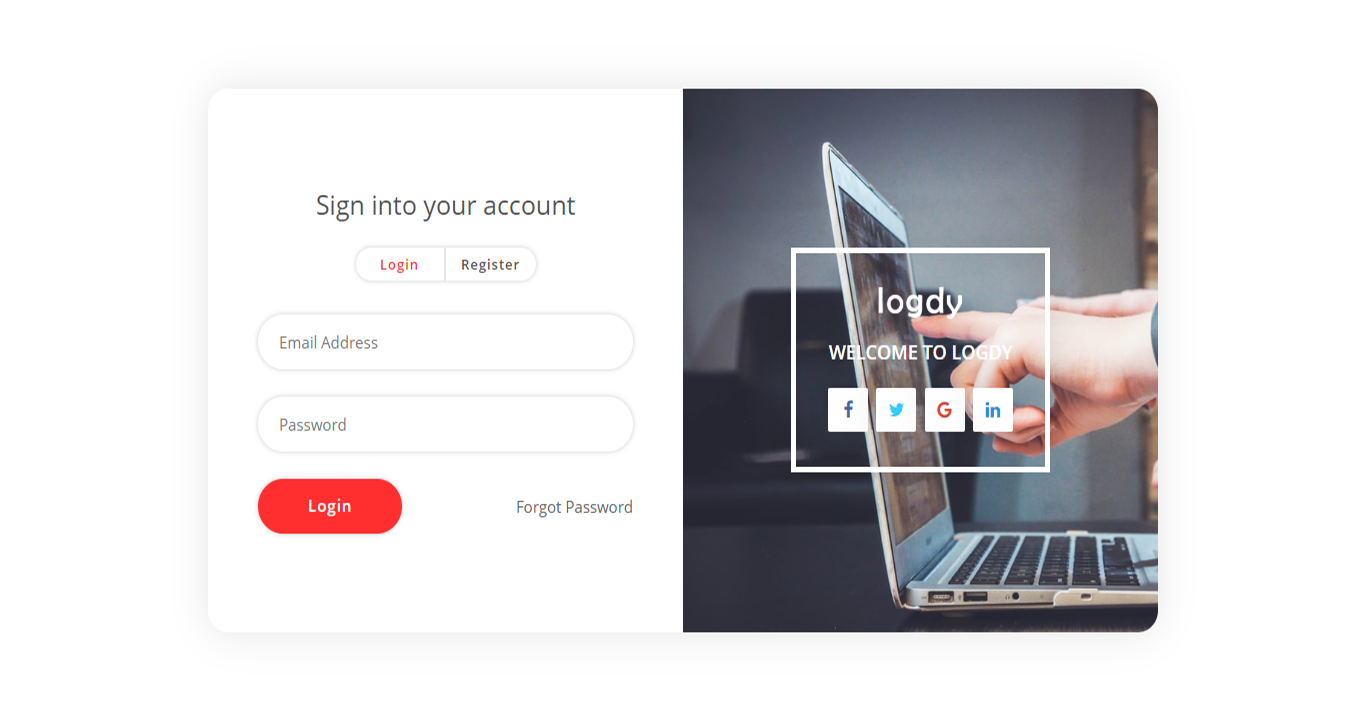 Sign into your account
Login Register
Email Address
Password
Login Forgot Password
logdy
WELCOME TO LOGDY
f G in